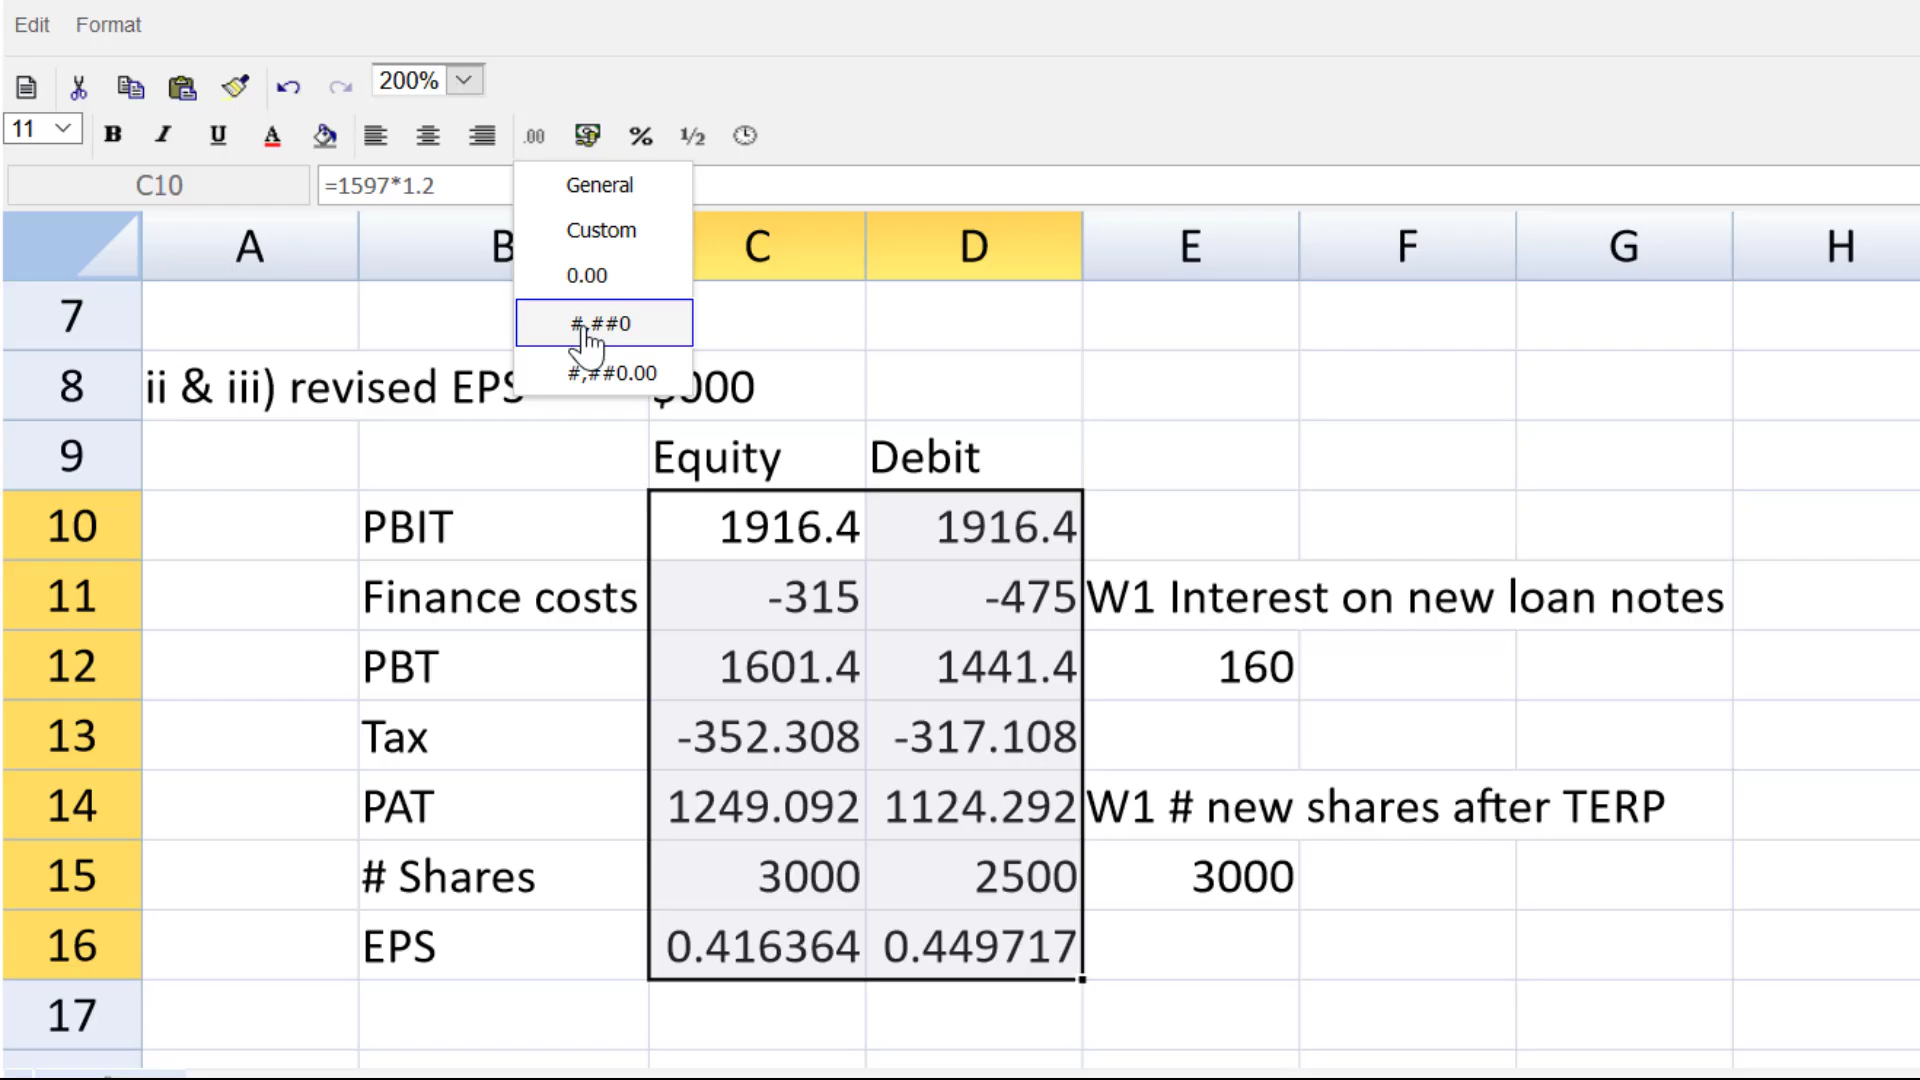 Edit Format
200%
11 B I U A .00 % 1/2
C10 =1597*1.2
General
Custom
0.00
#,##0
#,##0.00
A B C D E F G H
7
8 ii & iii) revised EPS $000
9 Equity Debit
10 PBIT 1916.4 1916.4
11 Finance costs -315 -475 W1 Interest on new loan notes
12 PBT 1601.4 1441.4 160
13 Tax -352.308 -317.108
14 PAT 1249.092 1124.292 W1 # new shares after TERP
15 # Shares 3000 2500 3000
16 EPS 0.416364 0.449717
17